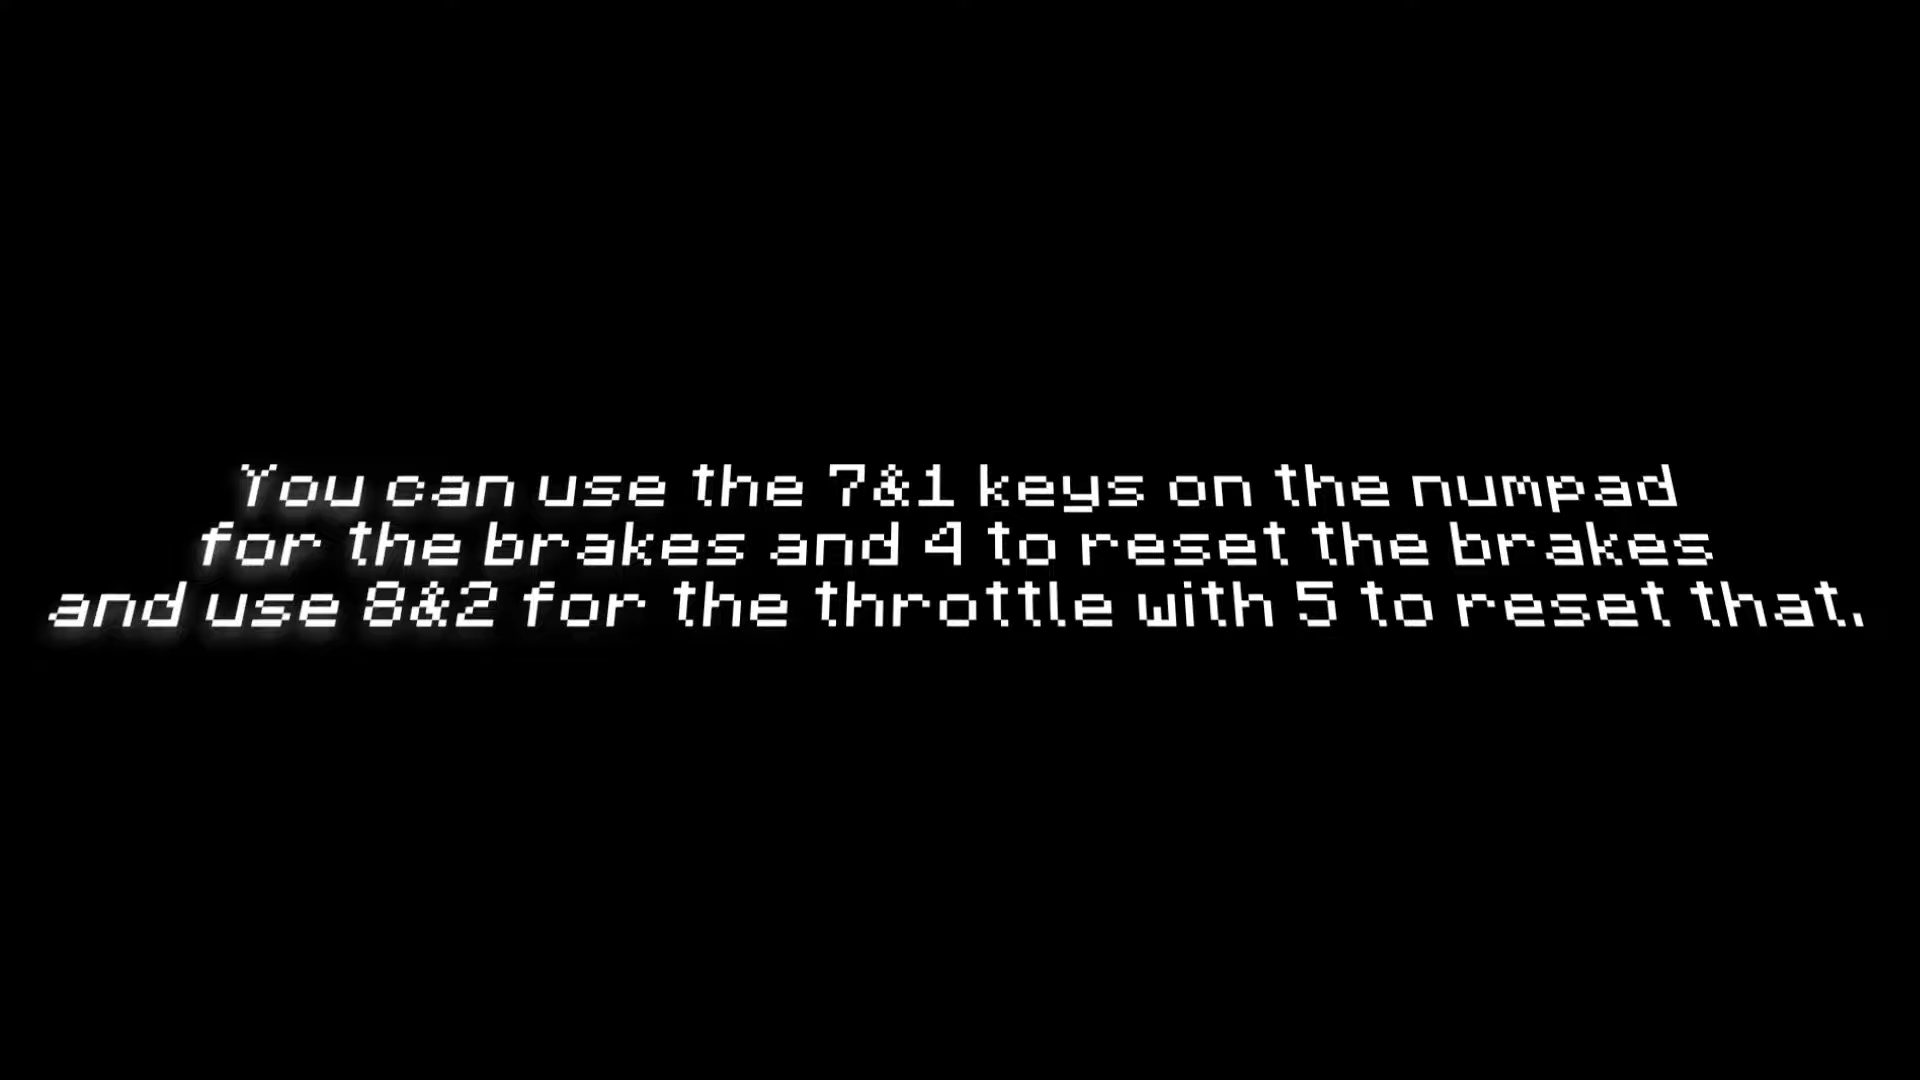 You can use the 7&1 keys on the numpad
for the brakes and 4 to reset the brakes
and use 8&2 for the throttle with 5 to reset that.